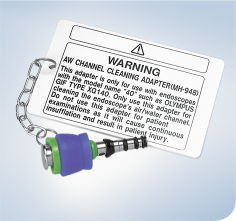 WARNING
AW CHANNEL CLEANING ADAPTER(MH-948)
This adapter is only for use with endoscopes
with the model name "40" such as OLYMPUS
GIF TYPE XQ140. Only use this adapter for
cleaning the endoscope's air/water channel.
Do not use this adapter for patient
examinations as it will cause continuous
insufflation and result in patient injury.